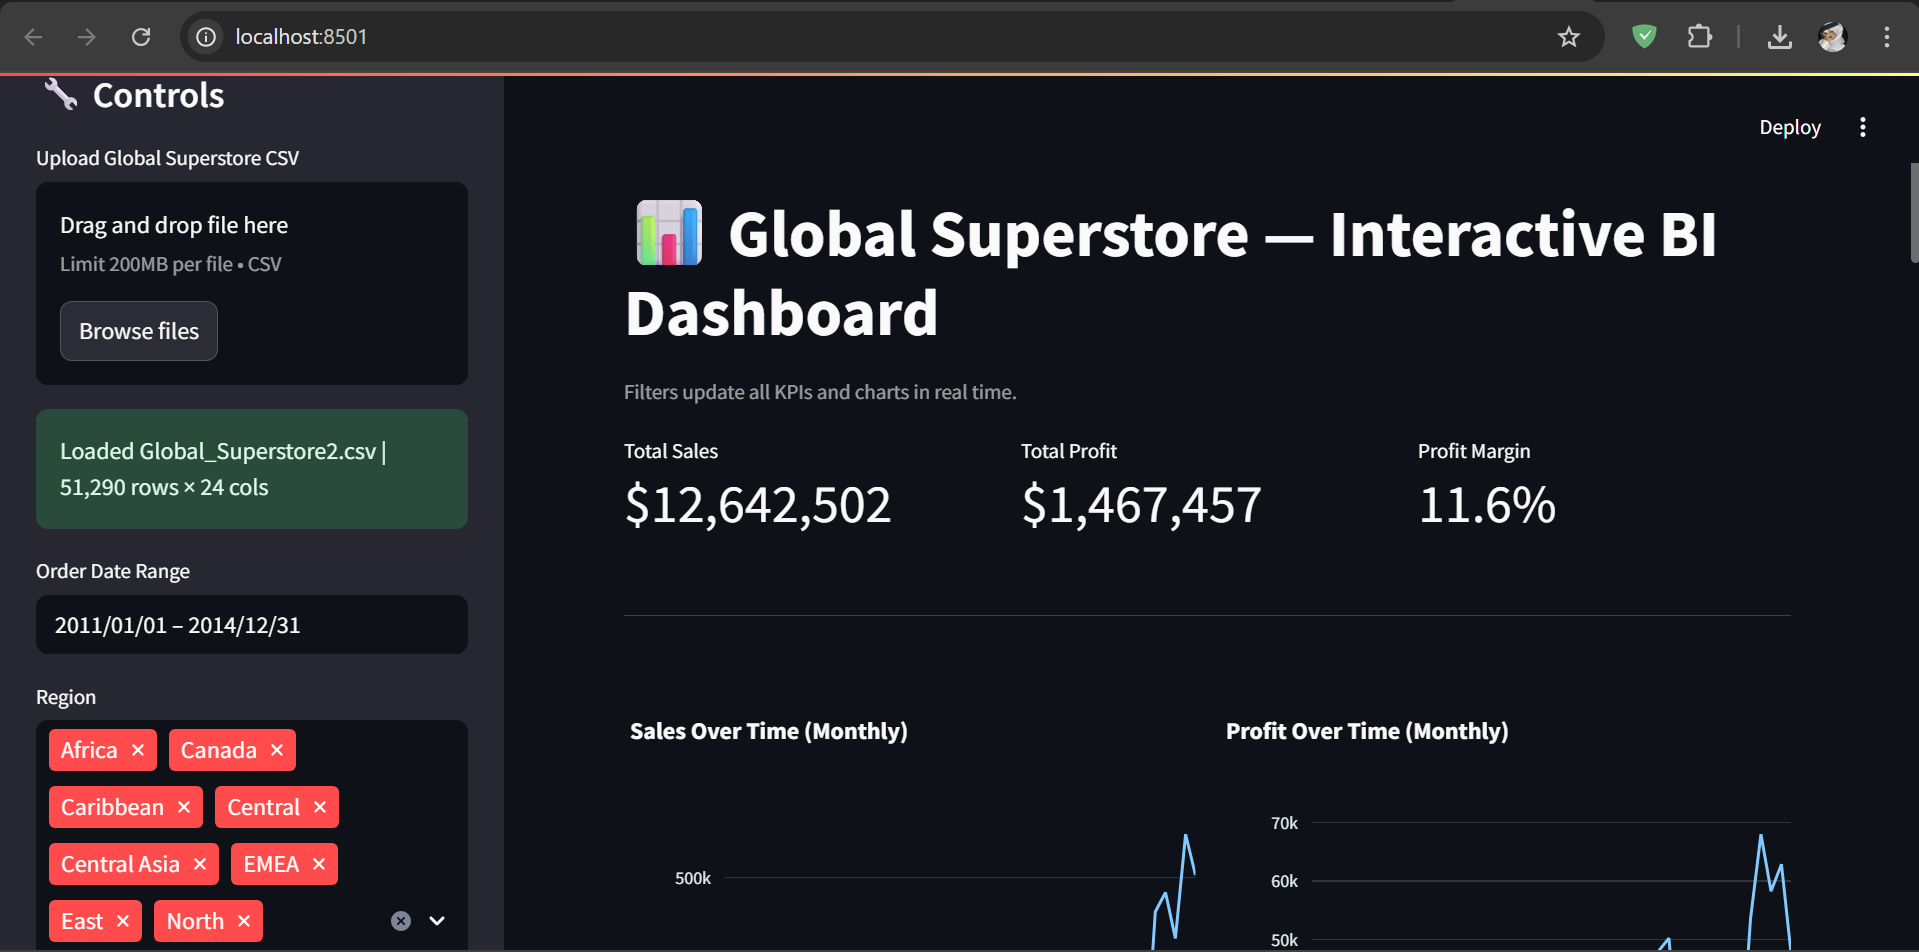 localhost:8501
Controls
Upload Global Superstore CSV
Drag and drop file here
Limit 200MB per file • CSV
Browse files
Loaded Global_Superstore2.csv |
51,290 rows × 24 cols
Order Date Range
2011/01/01 – 2014/12/31
Region
Africa
Canada
Caribbean
Central
Central Asia
EMEA
East
North
Deploy
Global Superstore — Interactive BI
Dashboard
Filters update all KPIs and charts in real time.
Total Sales
$12,642,502
Total Profit
$1,467,457
Profit Margin
11.6%
Sales Over Time (Monthly)
500k
Profit Over Time (Monthly)
70k
60k
50k